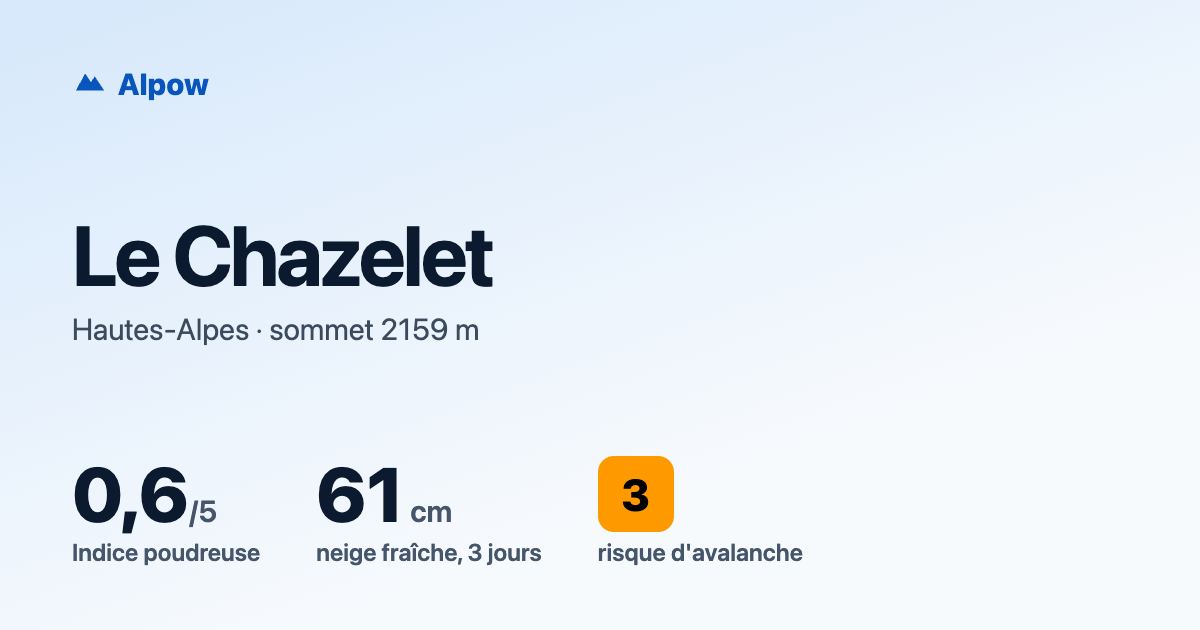 Alpow
Le Chazelet
Hautes-Alpes · sommet 2159 m
0,6/5
Indice poudreuse
61 cm
neige fraîche, 3 jours
3
risque d'avalanche